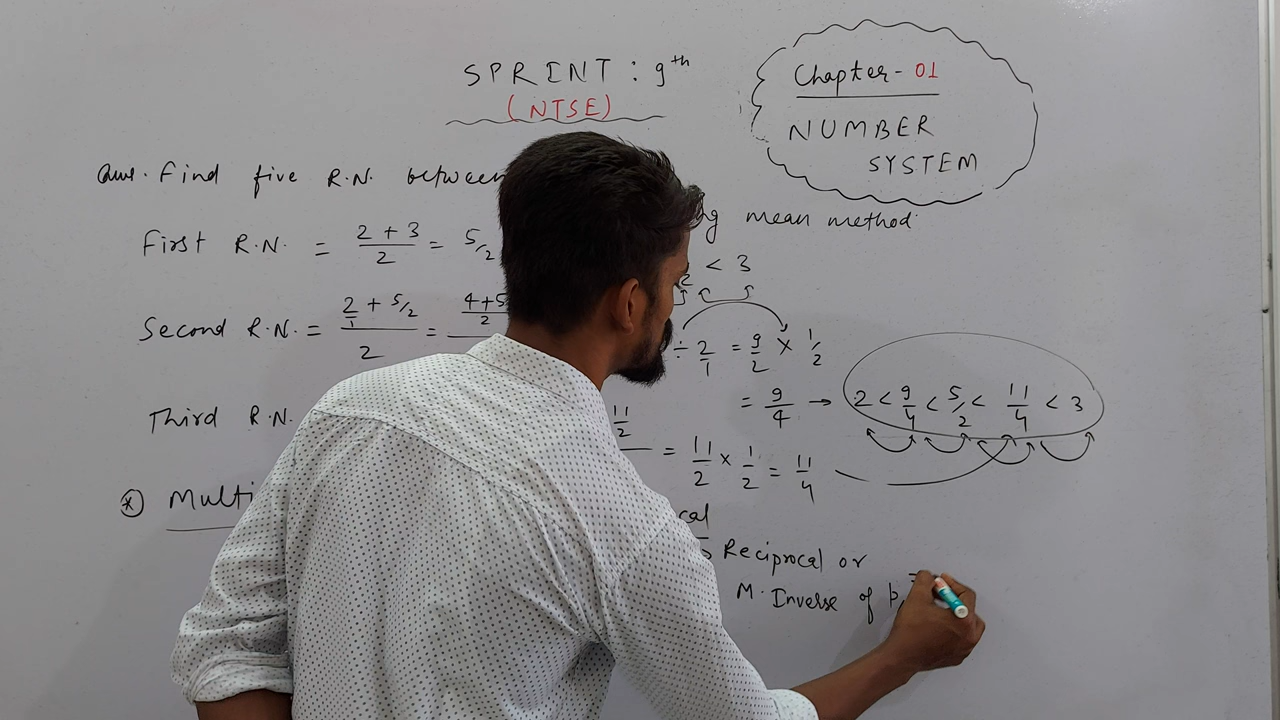 SPRINT : 9th
(NTSE)
Chapter- 01
NUMBER
SYSTEM
Ques. Find five R.N. between
mean method.
First R.N. = 2 + 3 / 2 = 5/2
2 < 3
Second R.N. = 2/1 + 5/2 / 2 = 4+5 / 2
÷ 2/1 = 9/2 × 1/2
= 9/4 → 2 < 9/4 < 5/2 < 11/4 < 3
Third R.N.
11/2 = 11/2 × 1/2 = 11/4
* Multi
cal
Reciprocal or
M. Inverse of p